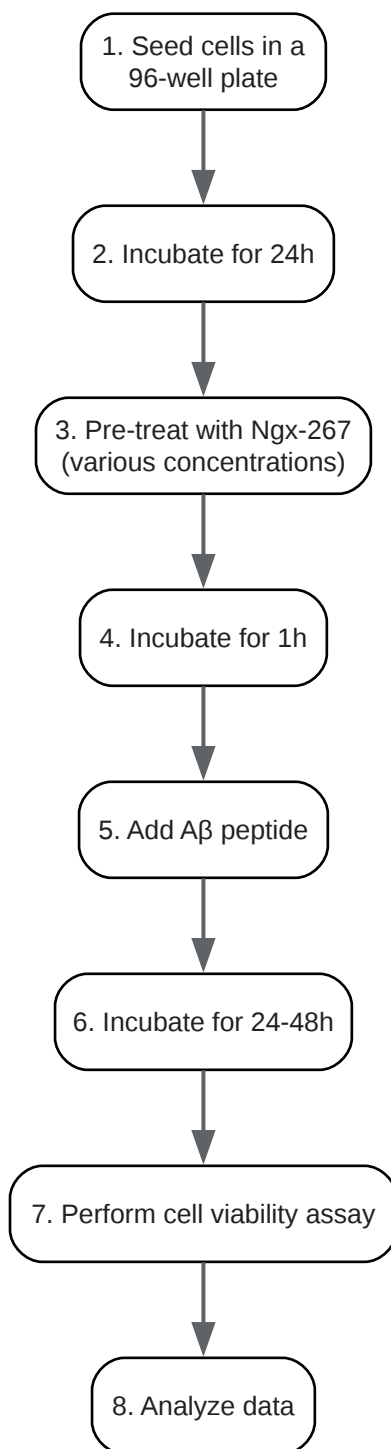 1. Seed cells in a
96-well plate
2. Incubate for 24h
3. Pre-treat with Ngx-267
(various concentrations)
4. Incubate for 1h
5. Add Aβ peptide
6. Incubate for 24-48h
7. Perform cell viability assay
8. Analyze data